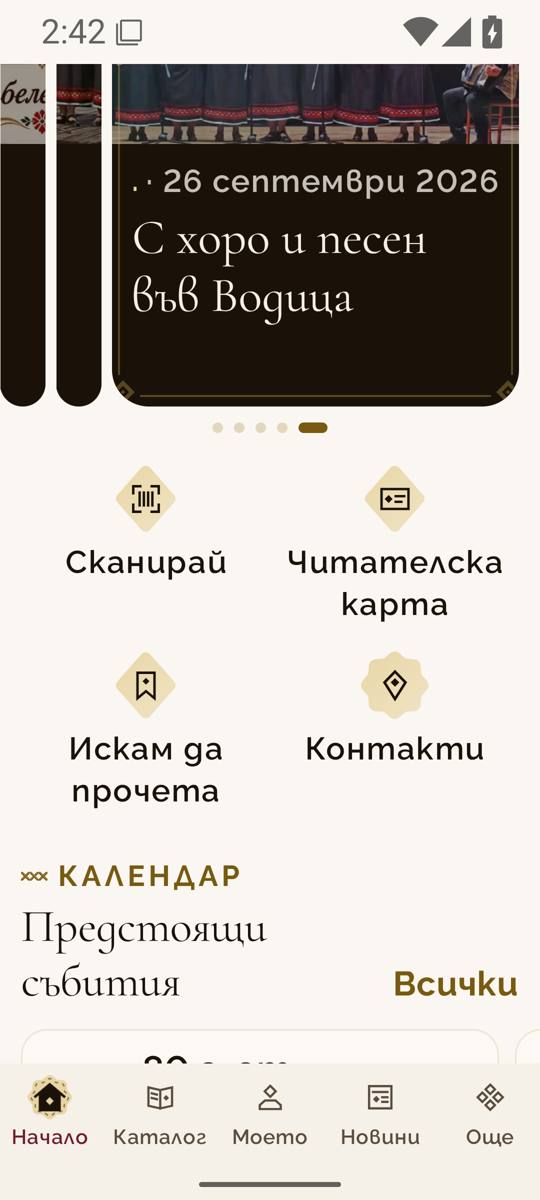 2:42
. · 26 септември 2026
С хоро и песен
във Водица
Сканирай
Читателска
карта
Искам да
прочета
Контакти
КАЛЕНДАР
Предстоящи
събития
Всички
Начало
Каталог
Моето
Новини
Още